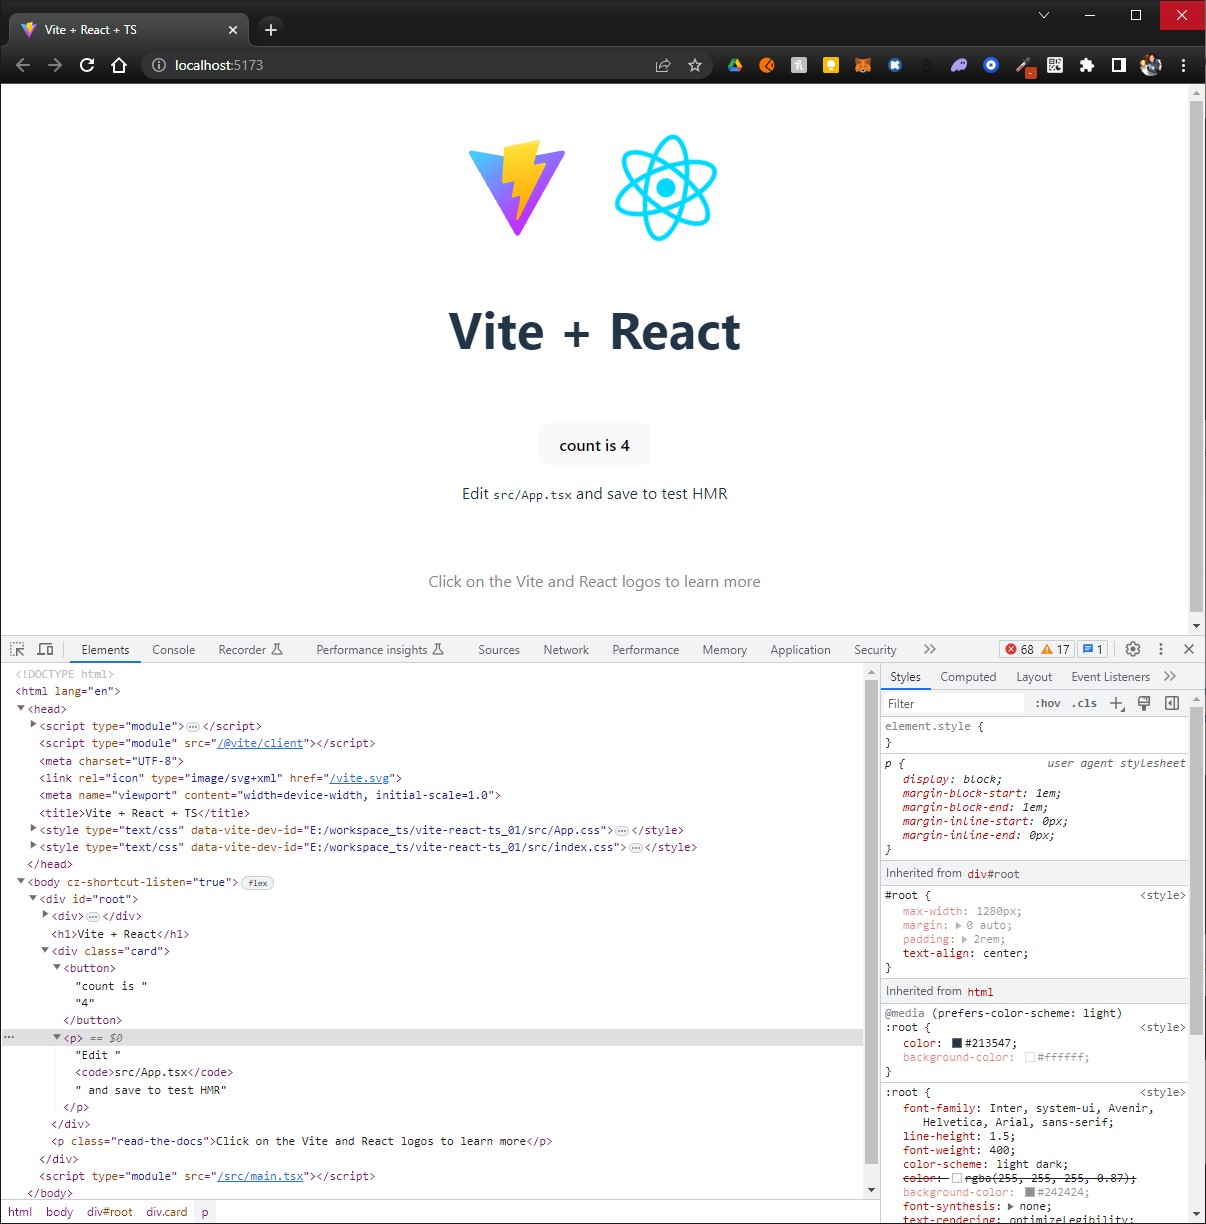 Vite + React + TS
localhost:5173
Vite + React
count is 4
Edit src/App.tsx and save to test HMR
Click on the Vite and React logos to learn more
Elements Console Recorder Performance insights Sources Network Performance Memory Application Security 68 17 1
<!DOCTYPE html>
<html lang="en">
<head>
<script type="module">…</script>
<script type="module" src="/@vite/client"></script>
<meta charset="UTF-8">
<link rel="icon" type="image/svg+xml" href="/vite.svg">
<meta name="viewport" content="width=device-width, initial-scale=1.0">
<title>Vite + React + TS</title>
<style type="text/css" data-vite-dev-id="E:/workspace_ts/vite-react-ts_01/src/App.css">…</style>
<style type="text/css" data-vite-dev-id="E:/workspace_ts/vite-react-ts_01/src/index.css">…</style>
</head>
<body cz-shortcut-listen="true"> flex
<div id="root">
<div>…</div>
<h1>Vite + React</h1>
<div class="card">
<button>
"count is "
"4"
</button>
<p> == $0
"Edit "
<code>src/App.tsx</code>
" and save to test HMR"
</p>
</div>
<p class="read-the-docs">Click on the Vite and React logos to learn more</p>
</div>
<script type="module" src="/src/main.tsx"></script>
</body>
html body div#root div.card p
Styles Computed Layout Event Listeners
Filter :hov .cls
element.style {
}
p { user agent stylesheet
display: block;
margin-block-start: 1em;
margin-block-end: 1em;
margin-inline-start: 0px;
margin-inline-end: 0px;
}
Inherited from div#root
#root { <style>
max-width: 1280px;
margin: 0 auto;
padding: 2rem;
text-align: center;
}
Inherited from html
@media (prefers-color-scheme: light)
:root { <style>
color: #213547;
background-color: #ffffff;
}
:root { <style>
font-family: Inter, system-ui, Avenir,
Helvetica, Arial, sans-serif;
line-height: 1.5;
font-weight: 400;
color-scheme: light dark;
color: rgba(255, 255, 255, 0.87);
background-color: #242424;
font-synthesis: none;
text-rendering: optimizeLegibility;